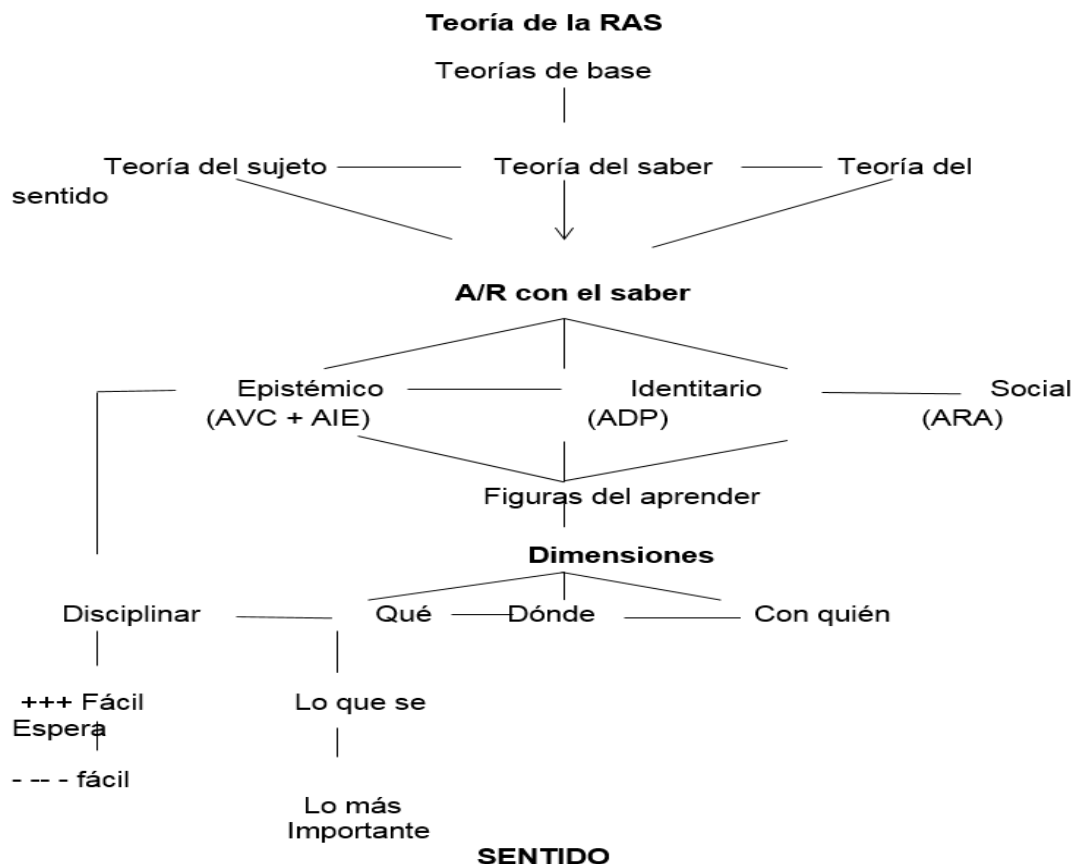 Teoría de la RAS
Teorías de base
Teoría del sujeto Teoría del saber Teoría del
sentido
A/R con el saber
Epistémico Identitario Social
(AVC + AIE) (ADP) (ARA)
Figuras del aprender
Dimensiones
Disciplinar Qué Dónde Con quién
+++ Fácil Lo que se
Espera
- -- - fácil
Lo más
Importante
SENTIDO